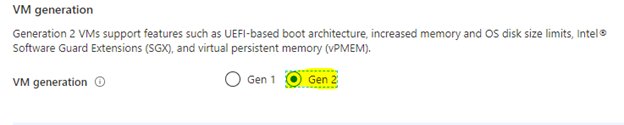 VM generation
Generation 2 VMs support features such as UEFI-based boot architecture, increased memory and OS disk size limits, Intel®
Software Guard Extensions (SGX), and virtual persistent memory (vPMEM).
VM generation Gen 1 Gen 2